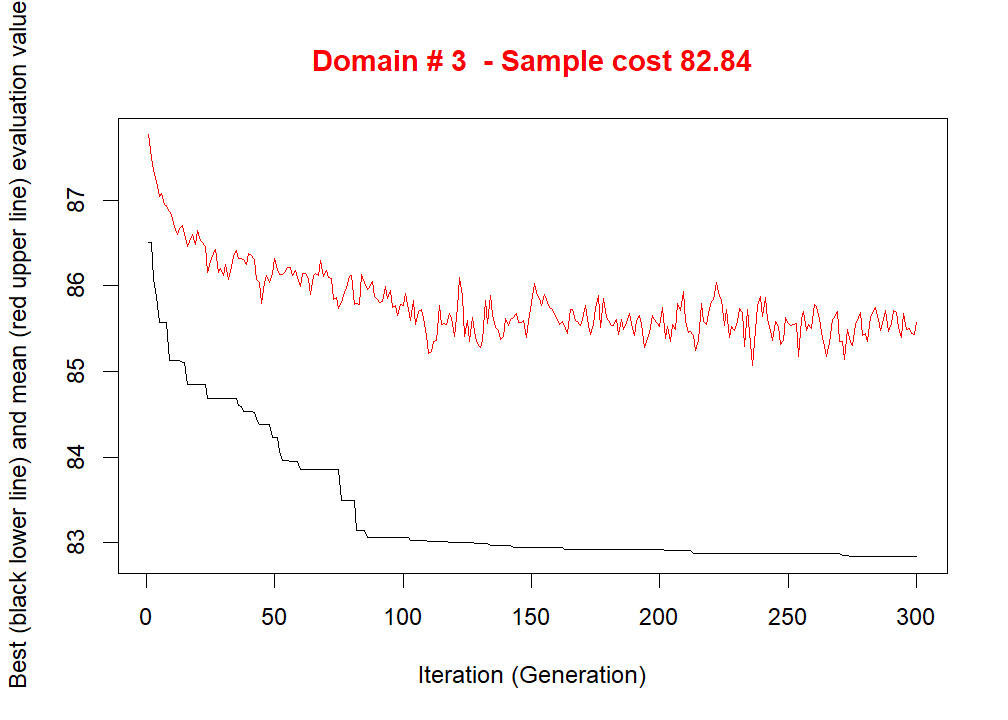 Domain # 3  - Sample cost 82.84
Best (black lower line) and mean (red upper line) evaluation value
87
86
85
84
83
0 50 100 150 200 250 300
Iteration (Generation)